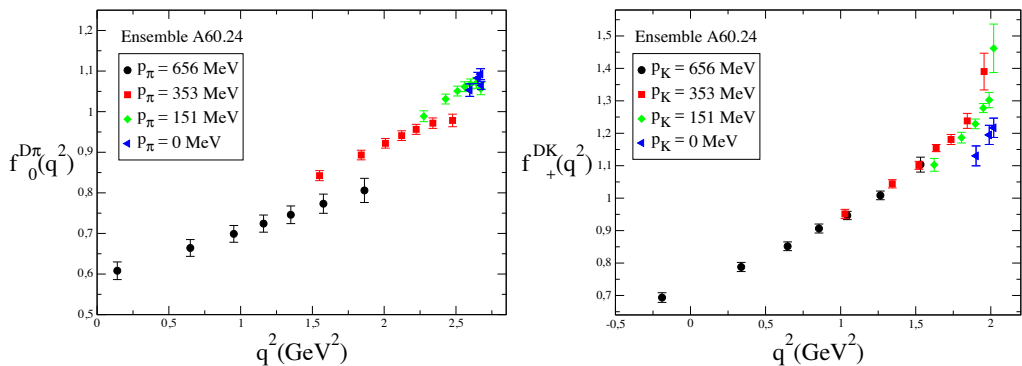 Ensemble A60.24
p_π = 656 MeV
p_π = 353 MeV
p_π = 151 MeV
p_π = 0 MeV
f_0^{Dπ}(q^2)
1,2
1,1
1
0,9
0,8
0,7
0,6
0,5
0 0,5 1 1,5 2 2,5
q^2(GeV^2)
Ensemble A60.24
p_K = 656 MeV
p_K = 353 MeV
p_K = 151 MeV
p_K = 0 MeV
f_+^{DK}(q^2)
1,5
1,4
1,3
1,2
1,1
1
0,9
0,8
0,7
-0,5 0 0,5 1 1,5 2
q^2(GeV^2)